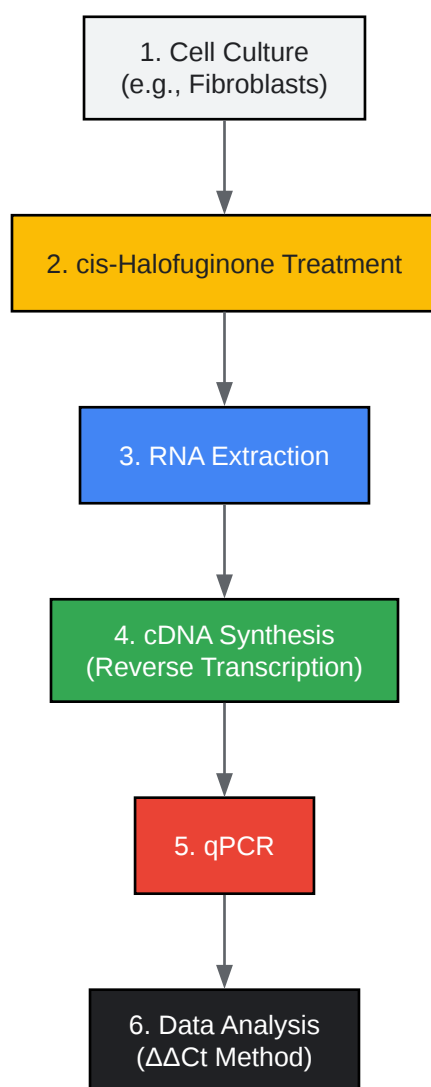 1. Cell Culture
(e.g., Fibroblasts)
2. cis-Halofuginone Treatment
3. RNA Extraction
4. cDNA Synthesis
(Reverse Transcription)
5. qPCR
6. Data Analysis
(ΔΔCt Method)